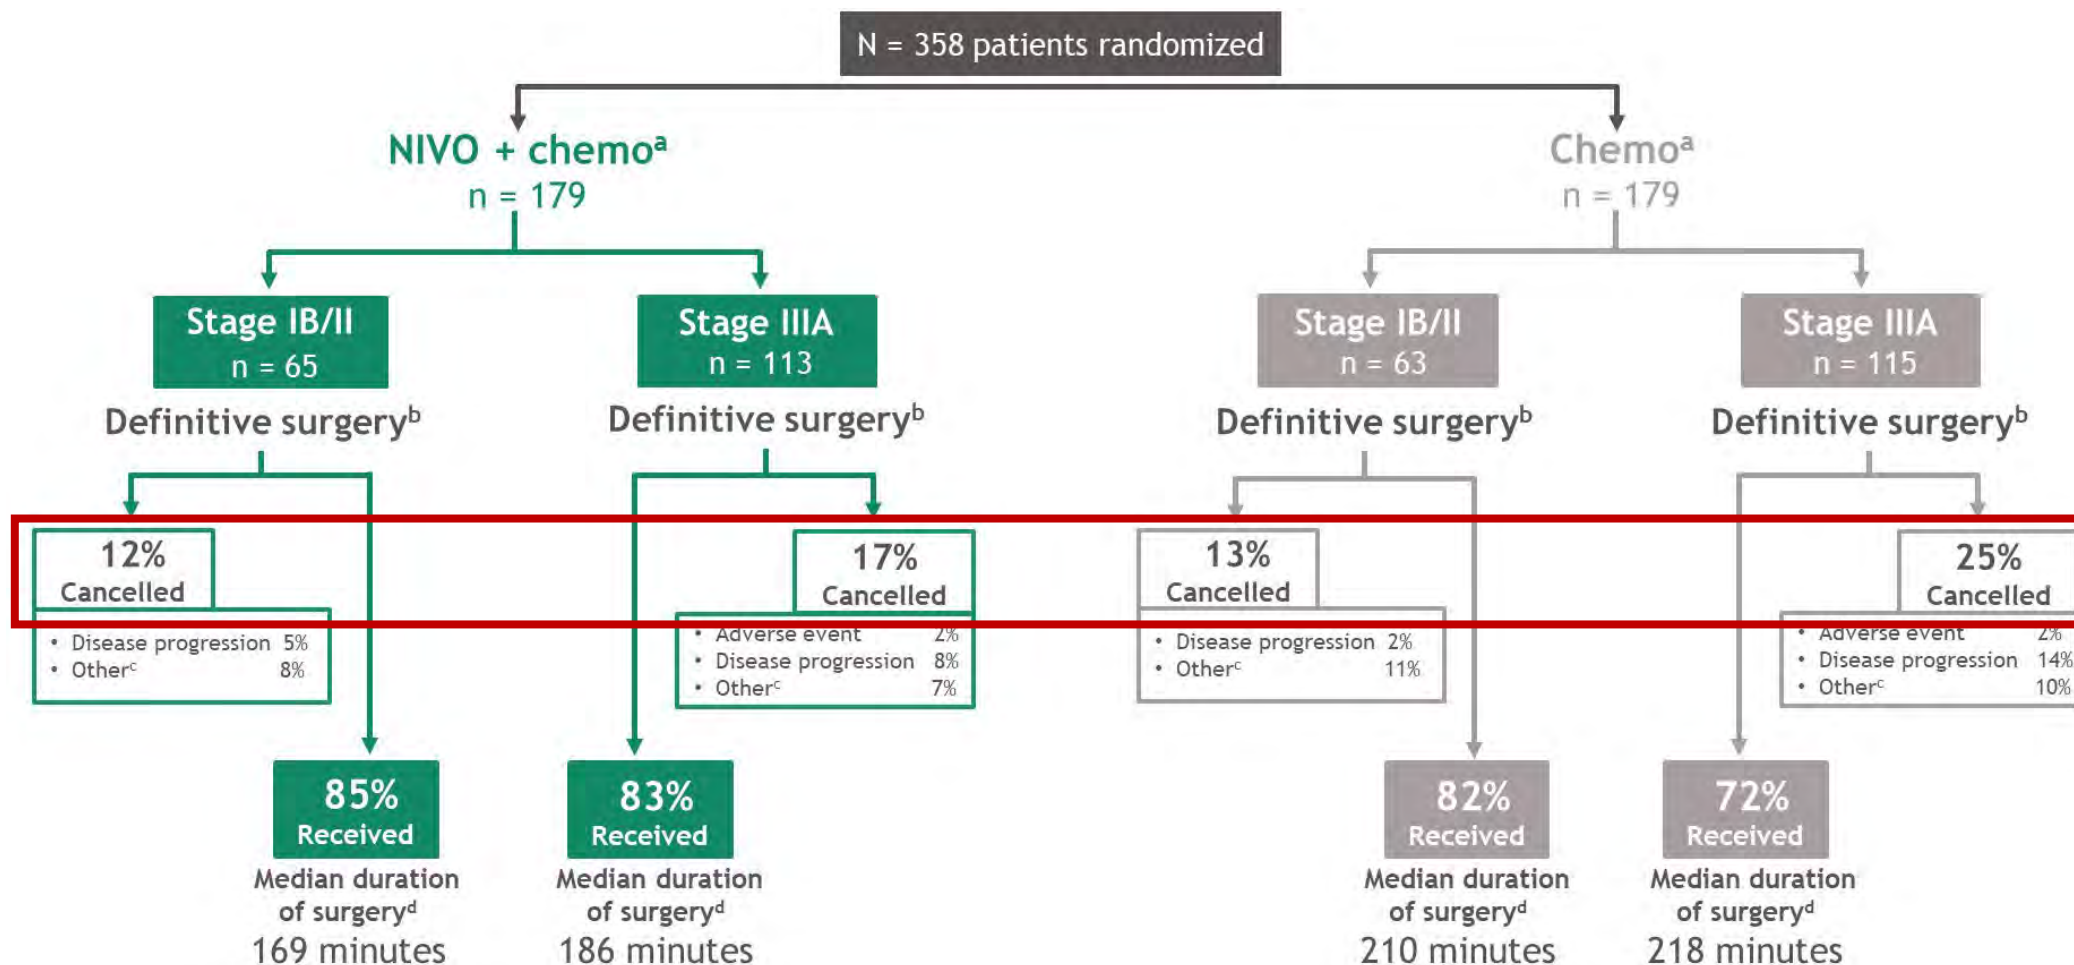 N = 358 patients randomized
NIVO + chemoᵃ
n = 179
Chemoᵃ
n = 179
Stage IB/II
n = 65
Stage IIIA
n = 113
Stage IB/II
n = 63
Stage IIIA
n = 115
Definitive surgeryᵇ
Definitive surgeryᵇ
Definitive surgeryᵇ
Definitive surgeryᵇ
12%
Cancelled
• Disease progression 5%
• Otherᶜ 8%
17%
Cancelled
• Adverse event 2%
• Disease progression 8%
• Otherᶜ 7%
13%
Cancelled
• Disease progression 2%
• Otherᶜ 11%
25%
Cancelled
• Adverse event 2%
• Disease progression 14%
• Otherᶜ 10%
85%
Received
Median duration
of surgeryᵈ
169 minutes
83%
Received
Median duration
of surgeryᵈ
186 minutes
82%
Received
Median duration
of surgeryᵈ
210 minutes
72%
Received
Median duration
of surgeryᵈ
218 minutes